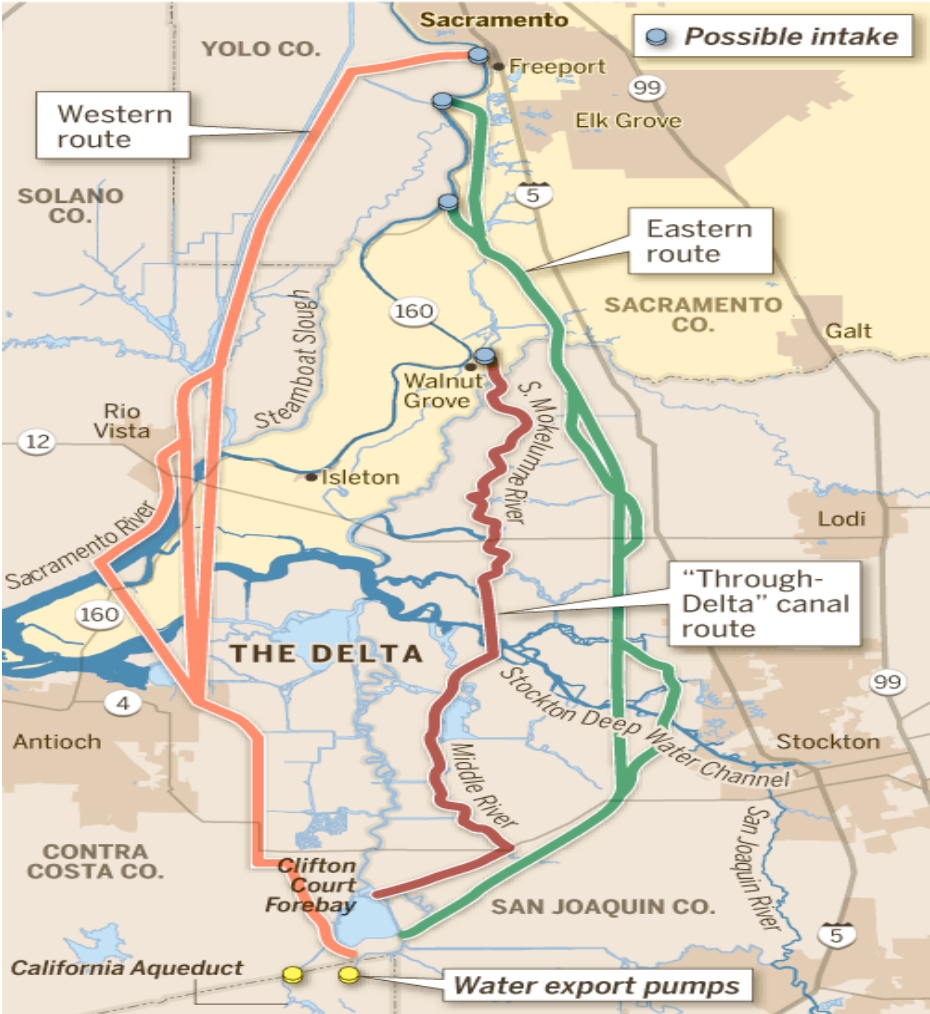 Sacramento
Possible intake
YOLO CO.
Freeport
99
Western
route
Elk Grove
SOLANO
CO.
5
Eastern
route
160
SACRAMENTO
CO.
Steamboat Slough
Galt
Walnut
Grove
S. Mokelumne River
Rio
Vista
12
Isleton
Lodi
Sacramento River
"Through-
Delta" canal
route
160
THE DELTA
Stockton Deep Water Channel
99
4
Antioch
Stockton
Middle River
San Joaquin River
CONTRA
COSTA CO.
Clifton
Court
Forebay
SAN JOAQUIN CO.
5
California Aqueduct
Water export pumps